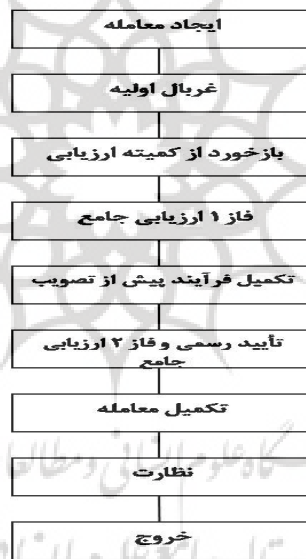 ایجاد معامله
غربال اولیه
بازخورد از کمیته ارزیابی
فاز ۱ ارزیابی جامع
تکمیل فرآیند پیش از تصویب
تأیید رسمی و فاز ۲ ارزیابی
جامع
تکمیل معامله
نظارت
خروج